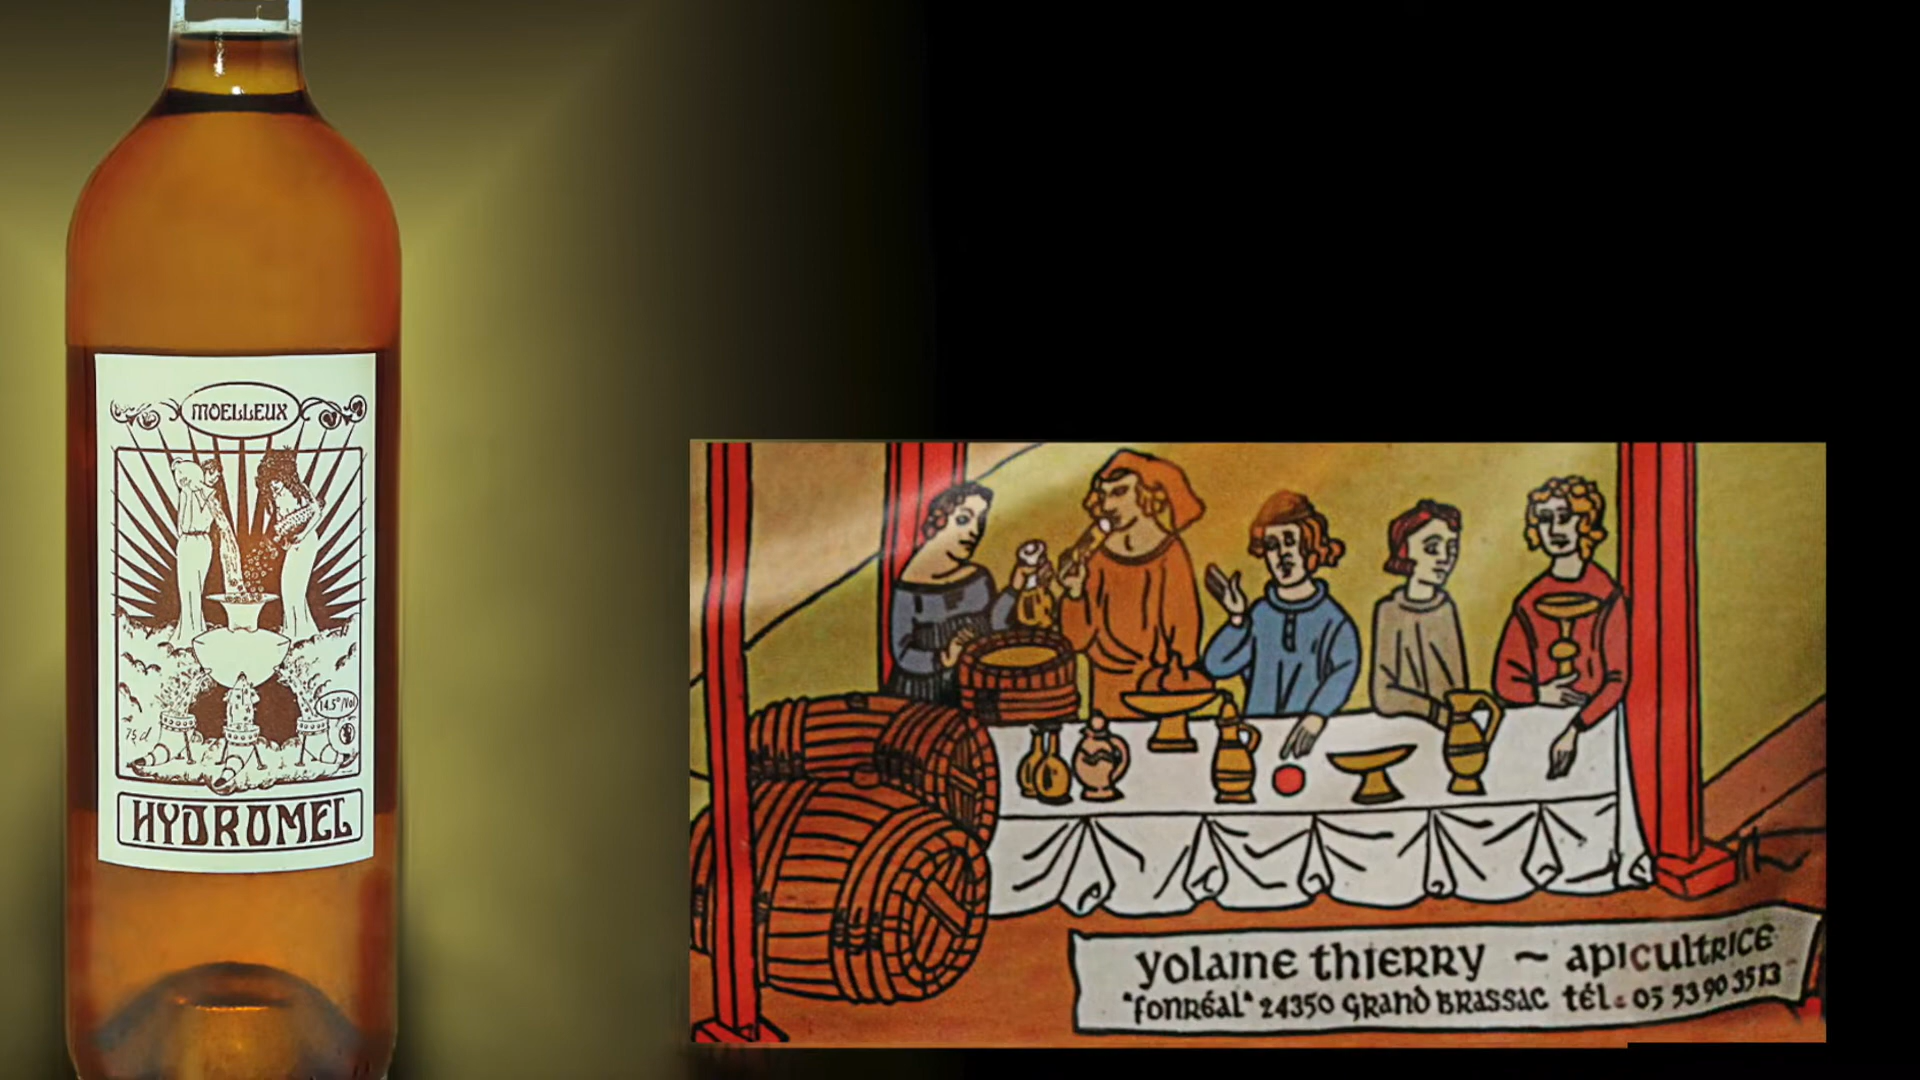 MOELLEUX
14.5°/Vol
75 cl
HYDROMEL
yolaine thierry ~ apicultrice
"fonréal" 24350 grand brassac tél. 05 53 90 35 13